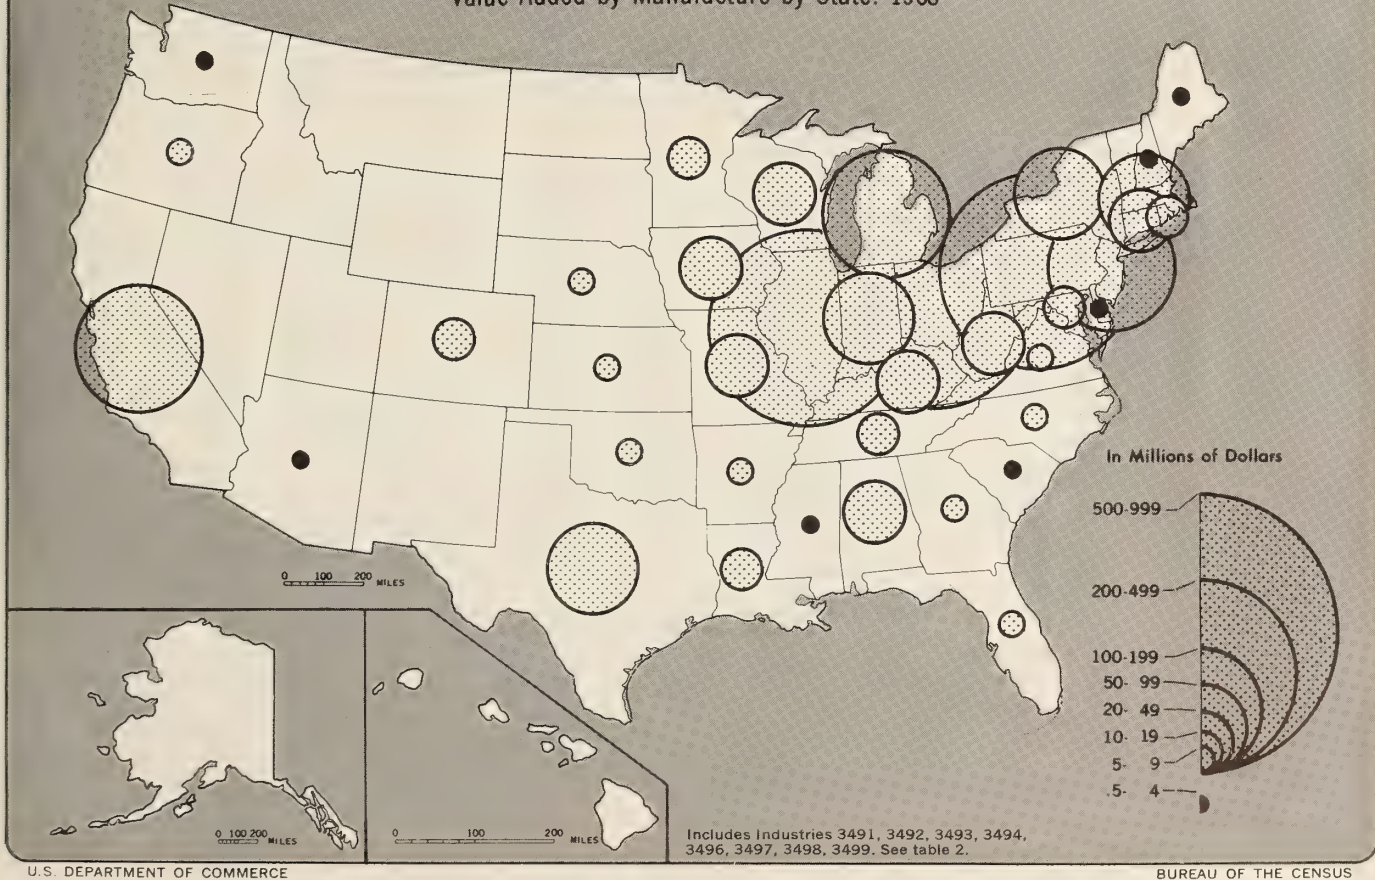 Value Added by Manufacture by State: 1963
In Millions of Dollars
500-999
200-499
100-199
50- 99
20- 49
10- 19
5- 9
.5- 4
0 100 200 MILES
0 100 200 MILES
0 100 200 MILES
Includes Industries 3491, 3492, 3493, 3494,
3496, 3497, 3498, 3499. See table 2.
U.S. DEPARTMENT OF COMMERCE
BUREAU OF THE CENSUS